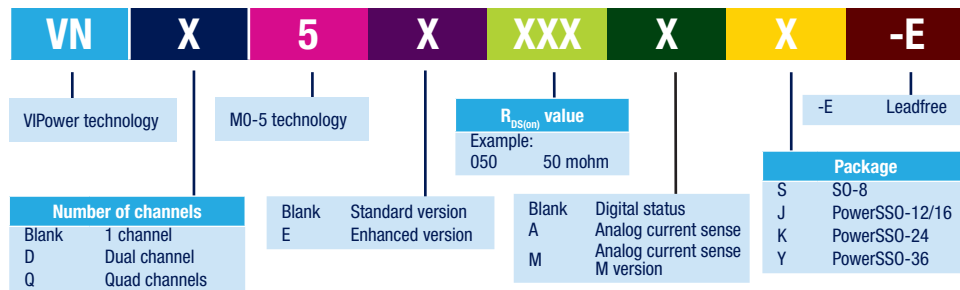 VN X 5 X XXX X X -E
VIPower technology
M0-5 technology
RDS(on) value
Example:
050 50 mohm
-E Leadfree
Number of channels
Blank 1 channel
D Dual channel
Q Quad channels
Blank Standard version
E Enhanced version
Blank Digital status
A Analog current sense
M Analog current sense
M version
Package
S SO-8
J PowerSSO-12/16
K PowerSSO-24
Y PowerSSO-36